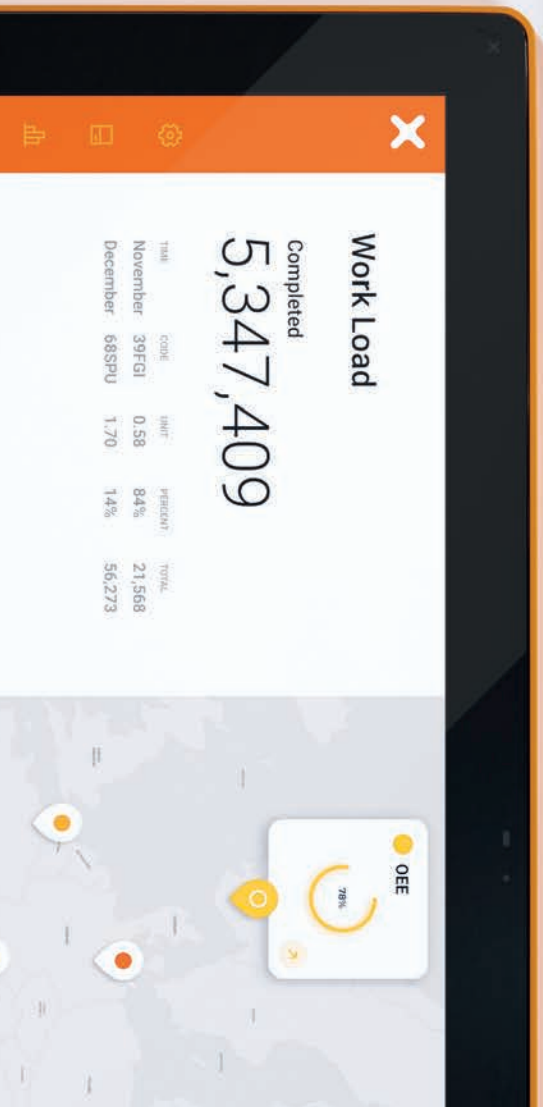 Work Load
Completed
5,347,409
TIME CODE UNIT PERCENT TOTAL
November 39FGI 0.58 84% 21,568
December 68SPU 1.70 14% 56,273
OEE
78%